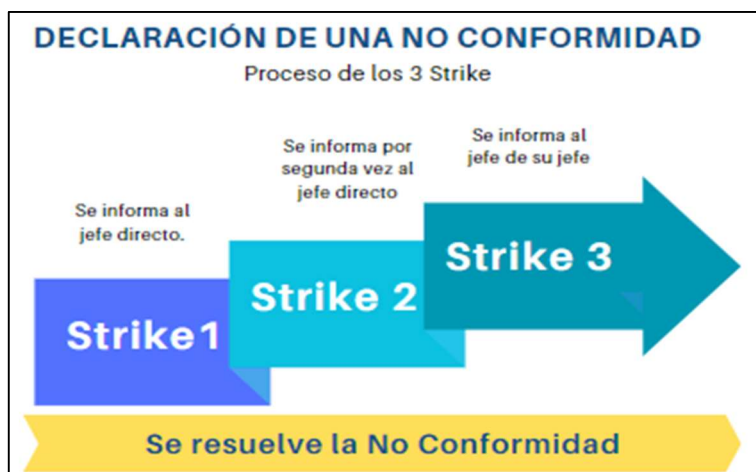 DECLARACIÓN DE UNA NO CONFORMIDAD
Proceso de los 3 Strike
Se informa al
jefe directo.
Strike 1
Se informa por
segunda vez al
jefe directo
Strike 2
Se informa al
jefe de su jefe
Strike 3
Se resuelve la No Conformidad